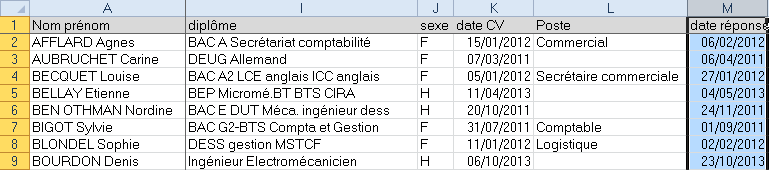 A I J K L M
1 Nom prénom diplôme sexe date CV Poste date réponse
2 AFFLARD Agnes BAC A Secrétariat comptabilité F 15/01/2012 Commercial 06/02/2012
3 AUBRUCHET Carine DEUG Allemand F 07/03/2011 06/04/2011
4 BECQUET Louise BAC A2 LCE anglais ICC anglais F 05/01/2012 Secrétaire commerciale 27/01/2012
5 BELLAY Etienne BEP Micromé.BT BTS CIRA H 11/04/2013 04/05/2013
6 BEN OTHMAN Nordine BAC E DUT Méca. ingénieur dess H 20/10/2011 24/11/2011
7 BIGOT Sylvie BAC G2-BTS Compta et Gestion F 31/07/2011 Comptable 01/09/2011
8 BLONDEL Sophie DESS gestion MSTCF F 11/01/2012 Logistique 02/02/2012
9 BOURDON Denis Ingénieur Electromécanicien H 06/10/2013 23/10/2013